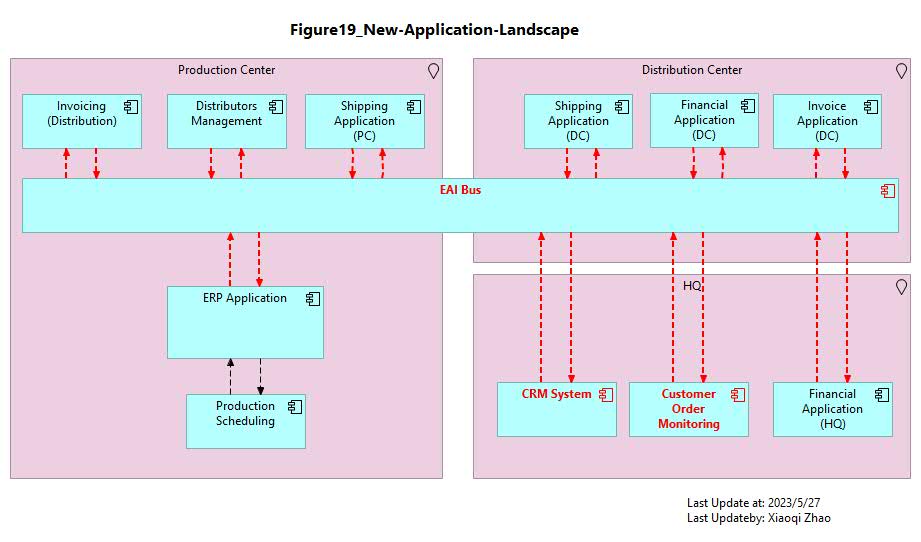 Figure19_New-Application-Landscape
Production Center
Distribution Center
Invoicing
(Distribution)
Distributors
Management
Shipping
Application
(PC)
Shipping
Application
(DC)
Financial
Application
(DC)
Invoice
Application
(DC)
EAI Bus
ERP Application
Production
Scheduling
HQ
CRM System
Customer
Order
Monitoring
Financial
Application
(HQ)
Last Update at: 2023/5/27
Last Updateby: Xiaoqi Zhao